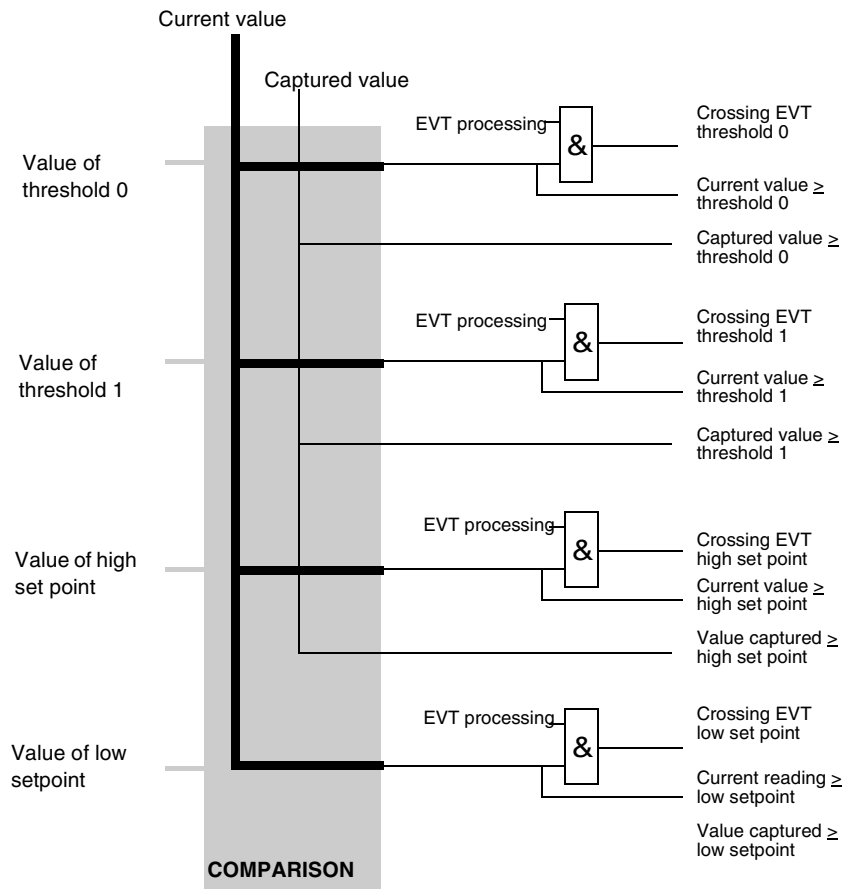 Current value
Captured value
EVT processing
&
Crossing EVT
threshold 0
Value of
threshold 0
Current value ≥
threshold 0
Captured value ≥
threshold 0
EVT processing
&
Crossing EVT
threshold 1
Value of
threshold 1
Current value ≥
threshold 1
Captured value ≥
threshold 1
EVT processing
&
Crossing EVT
high set point
Value of high
set point
Current value ≥
high set point
Value captured ≥
high set point
EVT processing
&
Crossing EVT
low set point
Value of low
setpoint
Current reading ≥
low setpoint
Value captured ≥
low setpoint
COMPARISON